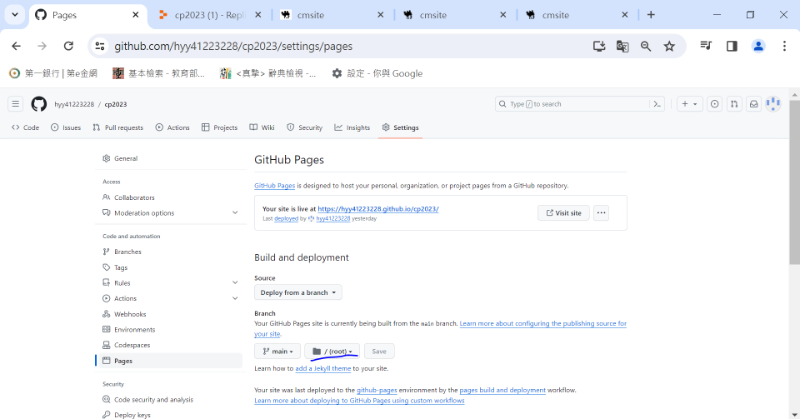 Pages
cp2023 (1) - Repl
cmsite
cmsite
cmsite
github.com/hyy41223228/cp2023/settings/pages
第一銀行 | 第e金網
基本檢索 - 教育部...
<真摯> 辭典檢視 -...
設定 - 你與 Google
hyy41223228 / cp2023
Type / to search
Code
Issues
Pull requests
Actions
Projects
Wiki
Security
Insights
Settings
General
Access
Collaborators
Moderation options
Code and automation
Branches
Tags
Rules
Actions
Webhooks
Environments
Codespaces
Pages
Security
Code security and analysis
Deploy keys
GitHub Pages
GitHub Pages is designed to host your personal, organization, or project pages from a GitHub repository.
Your site is live at https://hyy41223228.github.io/cp2023/
Last deployed by hyy41223228 yesterday
Visit site
Build and deployment
Source
Deploy from a branch
Branch
Your GitHub Pages site is currently being built from the main branch. Learn more about configuring the publishing source for
your site.
main
/ (root)
Save
Learn how to add a Jekyll theme to your site.
Your site was last deployed to the github-pages environment by the pages build and deployment workflow.
Learn more about deploying to GitHub Pages using custom workflows